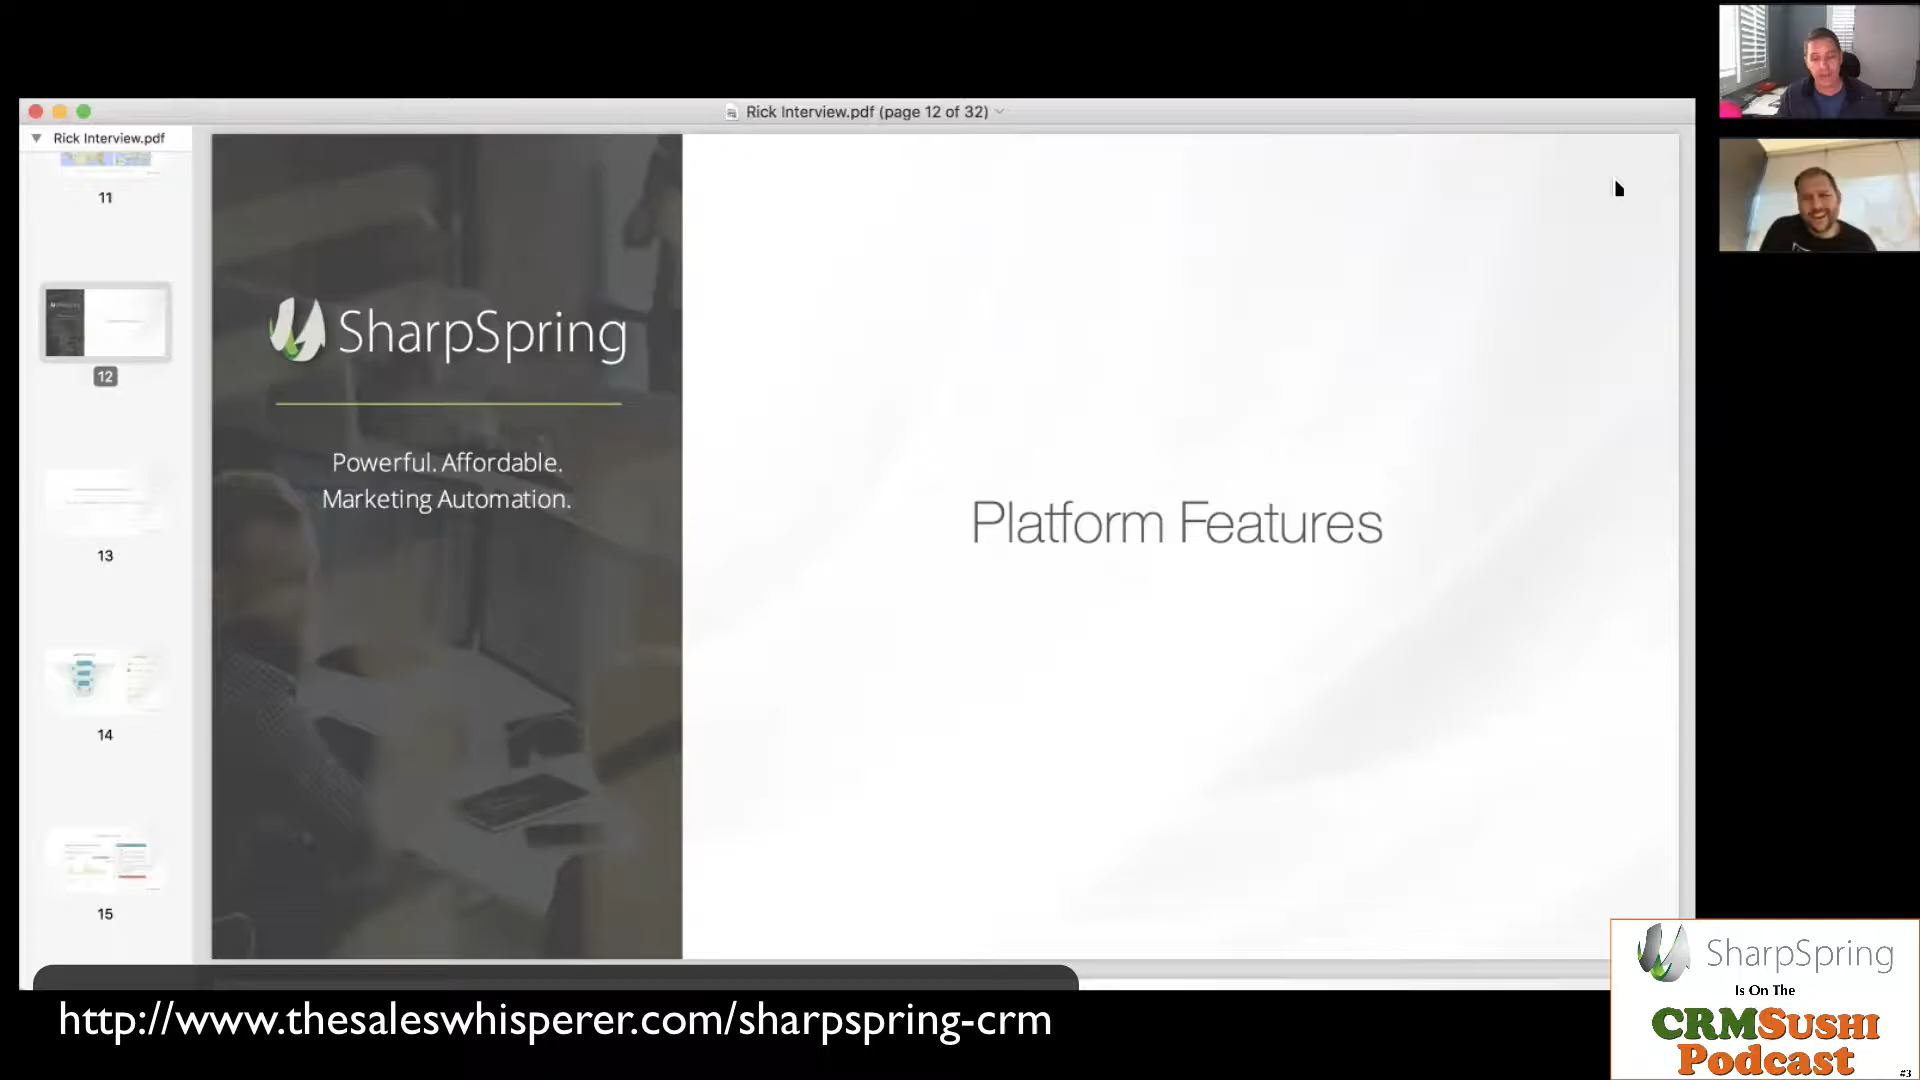 Rick Interview.pdf (page 12 of 32)
Rick Interview.pdf
11
12
13
14
15
SharpSpring
Powerful. Affordable.
Marketing Automation.
Platform Features
http://www.thesaleswhisperer.com/sharpspring-crm
SharpSpring
Is On The
CRMSUSHI
Podcast
#3